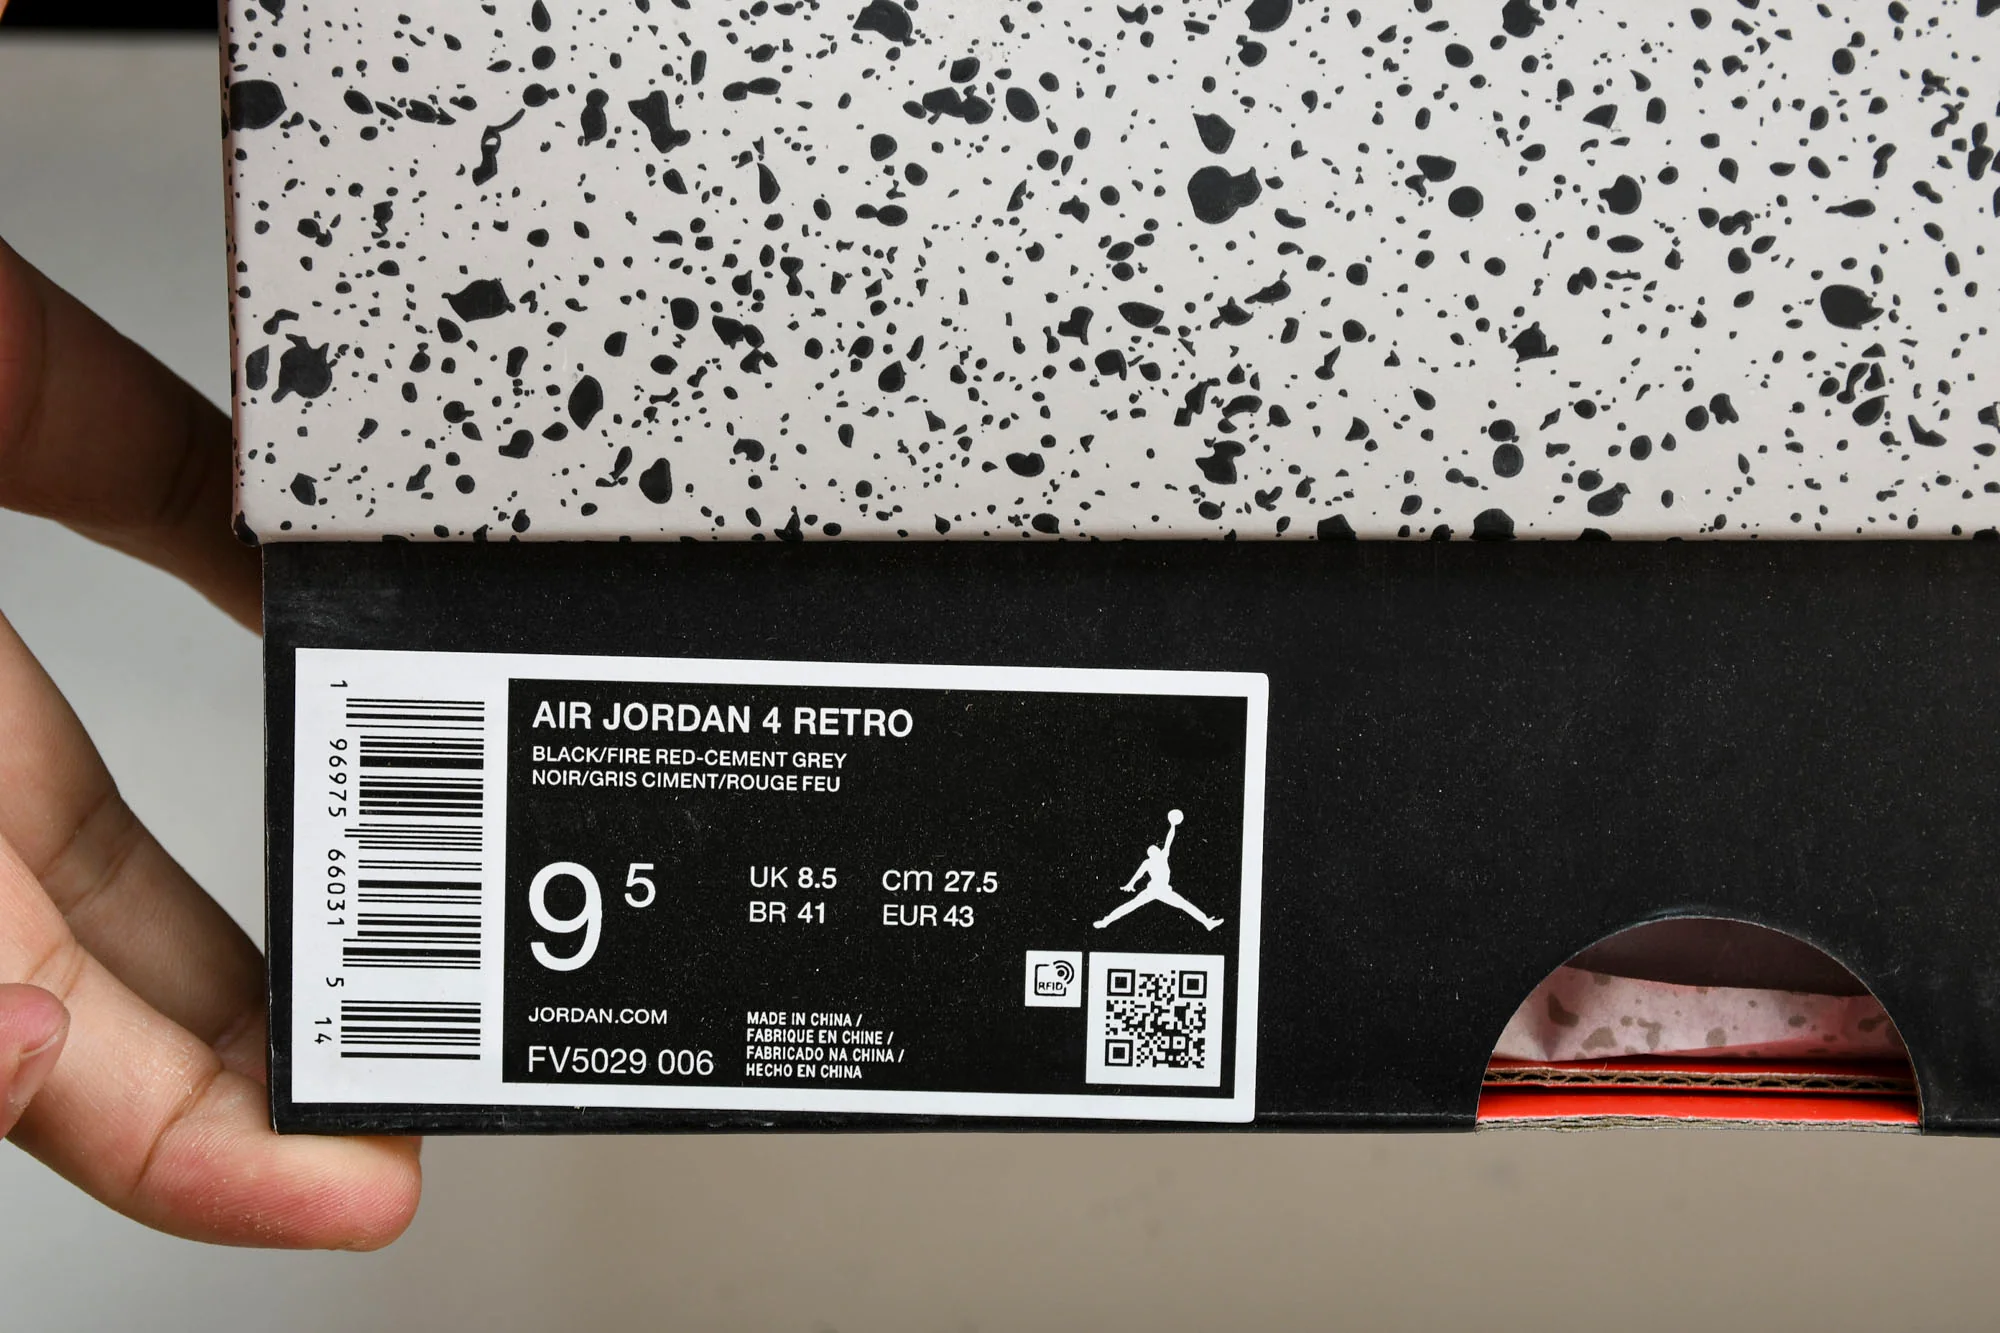 AIR JORDAN 4 RETRO
BLACK/FIRE RED-CEMENT GREY
NOIR/GRIS CIMENT/ROUGE FEU
9 5
UK 8.5 cm 27.5
BR 41 EUR 43
RFID
JORDAN.COM
FV5029 006
MADE IN CHINA /
FABRIQUE EN CHINE /
FABRICADO NA CHINA /
HECHO EN CHINA
1 96975 66031 5 14